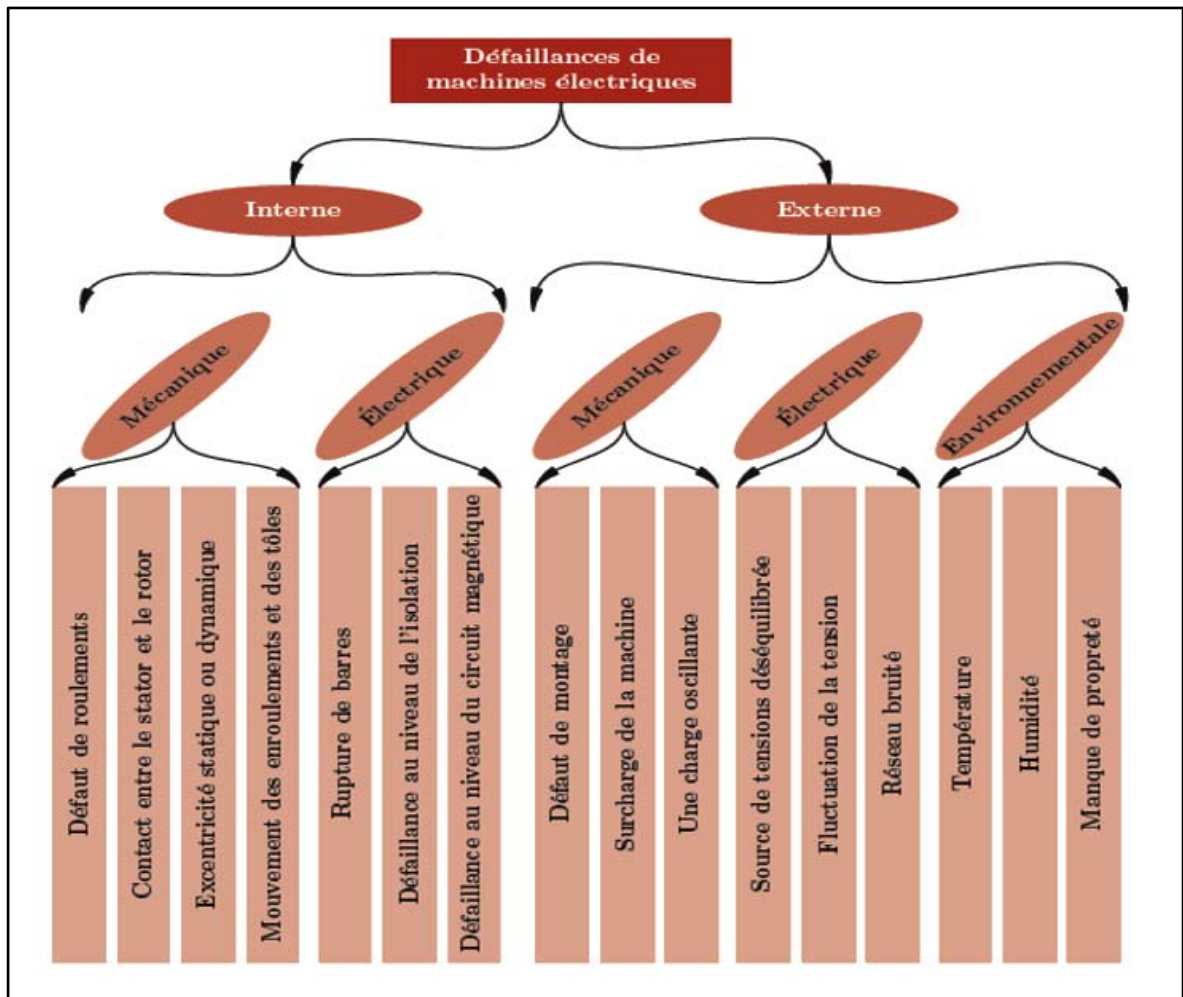 Défaillances de
machines électriques
Interne
Externe
Mécanique
Électrique
Mécanique
Électrique
Environnementale
Défaut de roulements
Contact entre le stator et le rotor
Excentricité statique ou dynamique
Mouvement des enroulements et des tôles
Rupture de barres
Défaillance au niveau de l'isolation
Défaillance au niveau du circuit magnétique
Défaut de montage
Surcharge de la machine
Une charge oscillante
Source de tensions déséquilibrée
Fluctuation de la tension
Réseau bruité
Température
Humidité
Manque de propreté